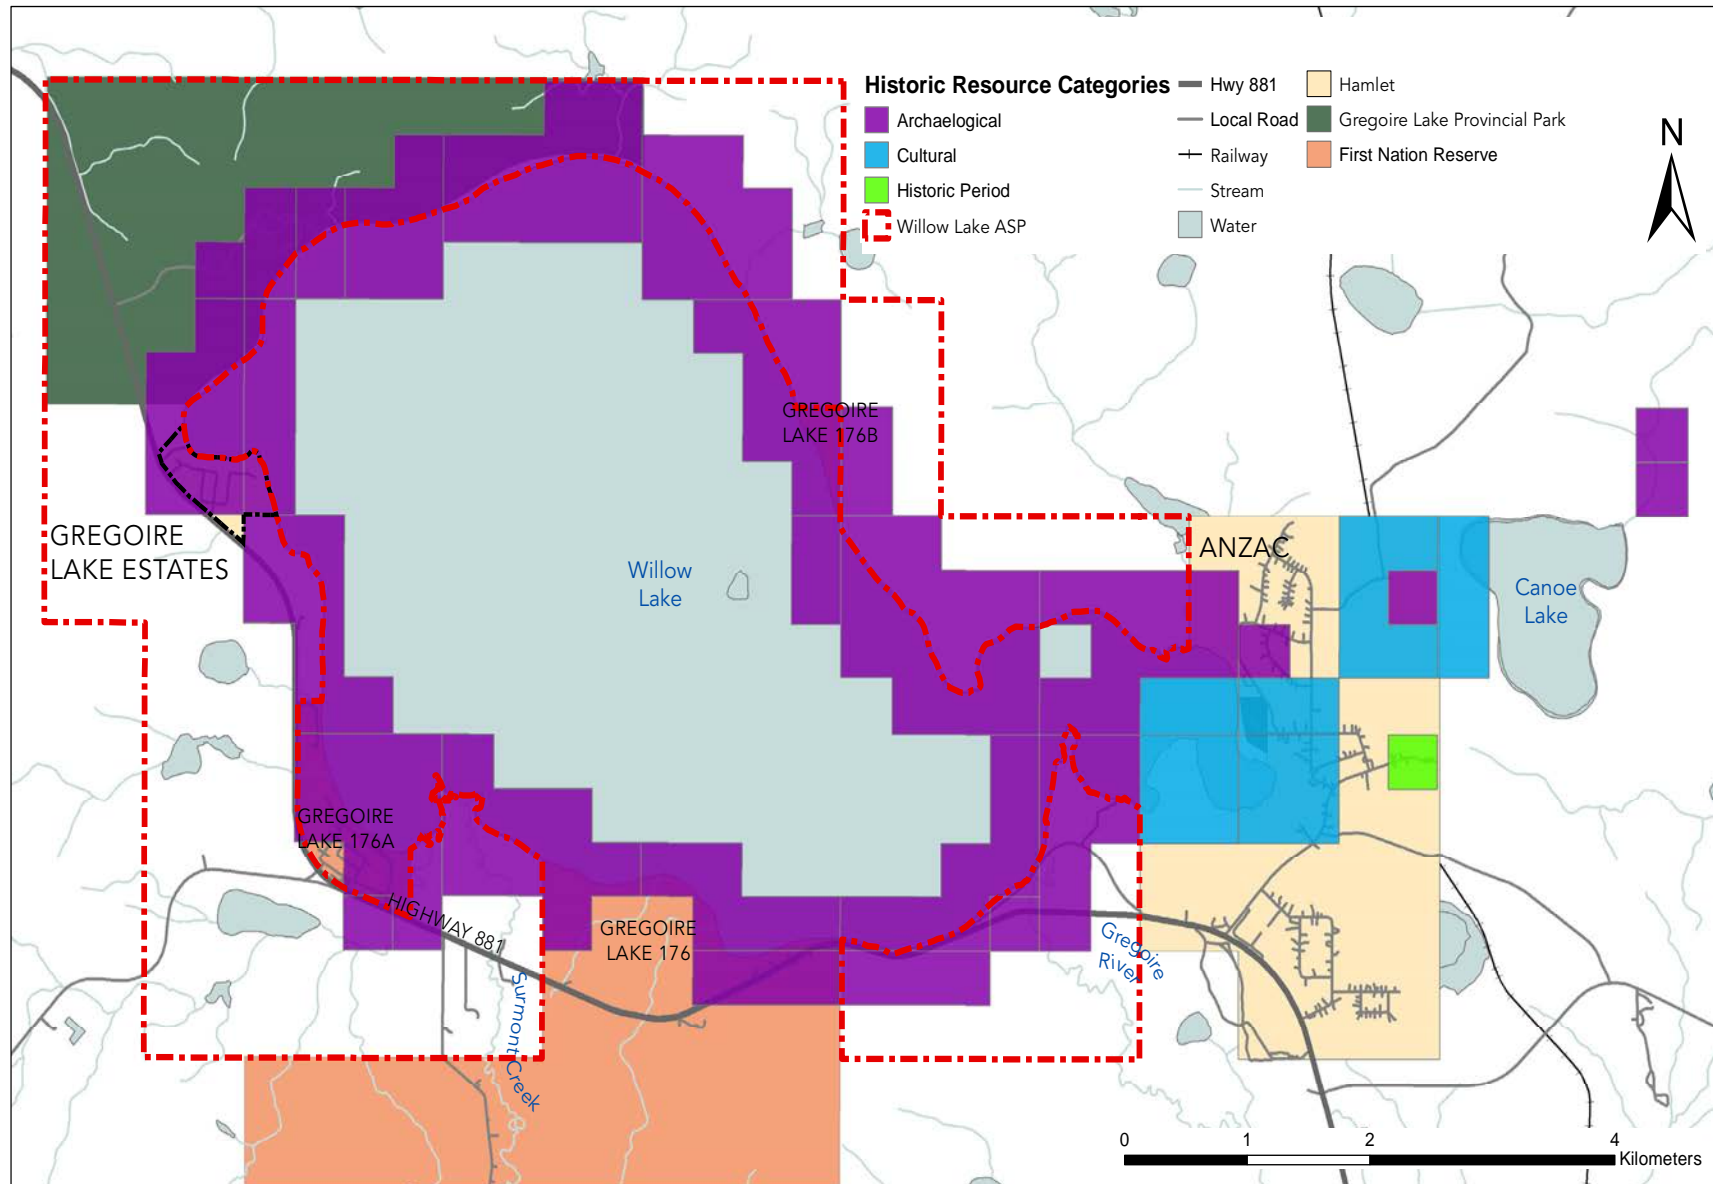 Historic Resource Categories
Archaelogical
Cultural
Historic Period
Willow Lake ASP
Hwy 881
Local Road
Railway
Stream
Water
Hamlet
Gregoire Lake Provincial Park
First Nation Reserve
N
GREGOIRE
LAKE 176B
GREGOIRE
LAKE ESTATES
Willow
Lake
ANZAC
Canoe
Lake
GREGOIRE
LAKE 176A
HIGHWAY 881
GREGOIRE
LAKE 176
Gregoire
River
Surmont Creek
0 1 2 4
Kilometers